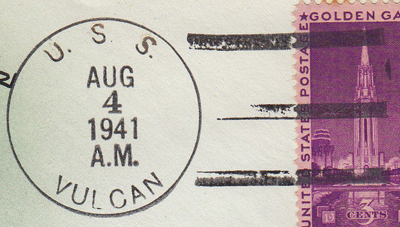 U. S. S.
AUG
4
1941
A.M.
VULCAN
GOLDEN GA
UNITED STATES POSTAGE
3
CENTS